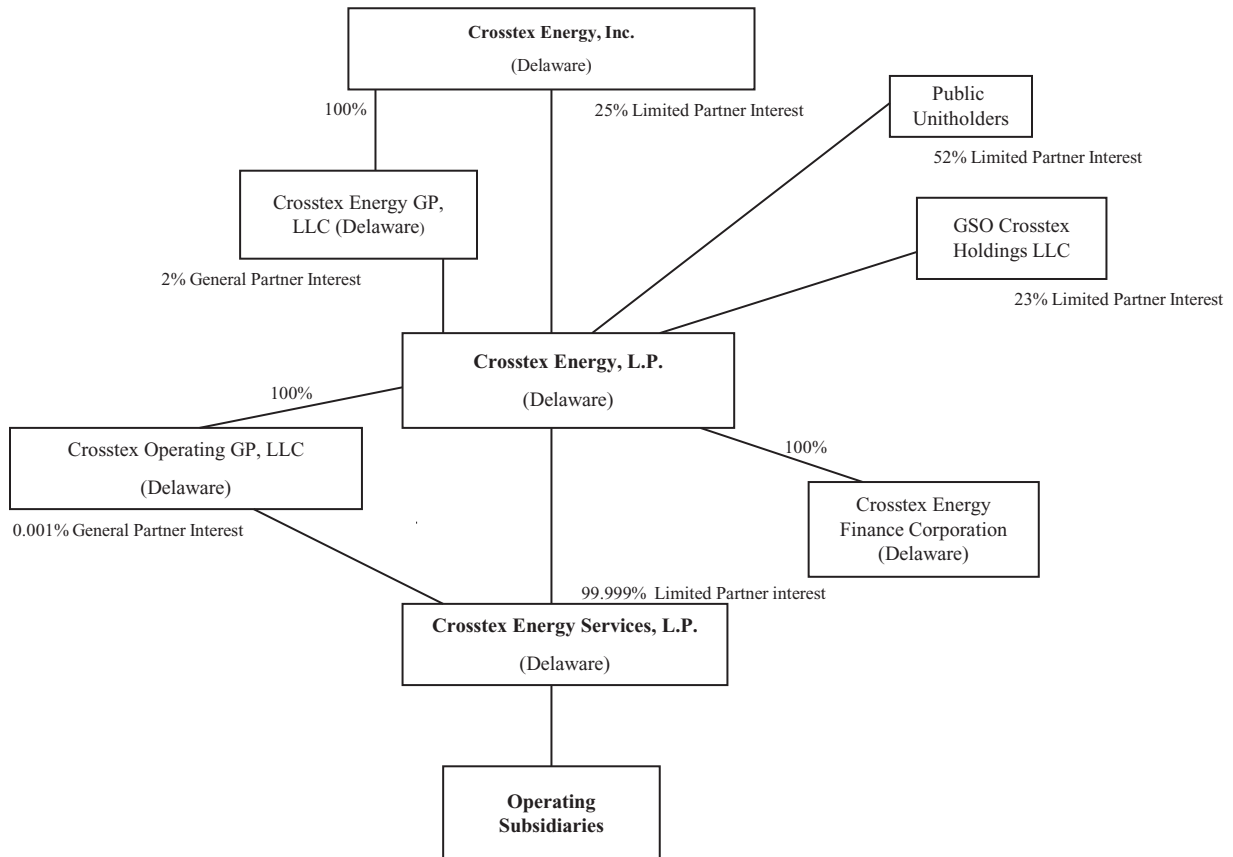 Crosstex Energy, Inc.
(Delaware)
100%
25% Limited Partner Interest
Public
Unitholders
52% Limited Partner Interest
Crosstex Energy GP,
LLC (Delaware)
2% General Partner Interest
GSO Crosstex
Holdings LLC
23% Limited Partner Interest
Crosstex Energy, L.P.
(Delaware)
100%
Crosstex Operating GP, LLC
(Delaware)
0.001% General Partner Interest
100%
Crosstex Energy
Finance Corporation
(Delaware)
99.999% Limited Partner interest
Crosstex Energy Services, L.P.
(Delaware)
Operating
Subsidiaries